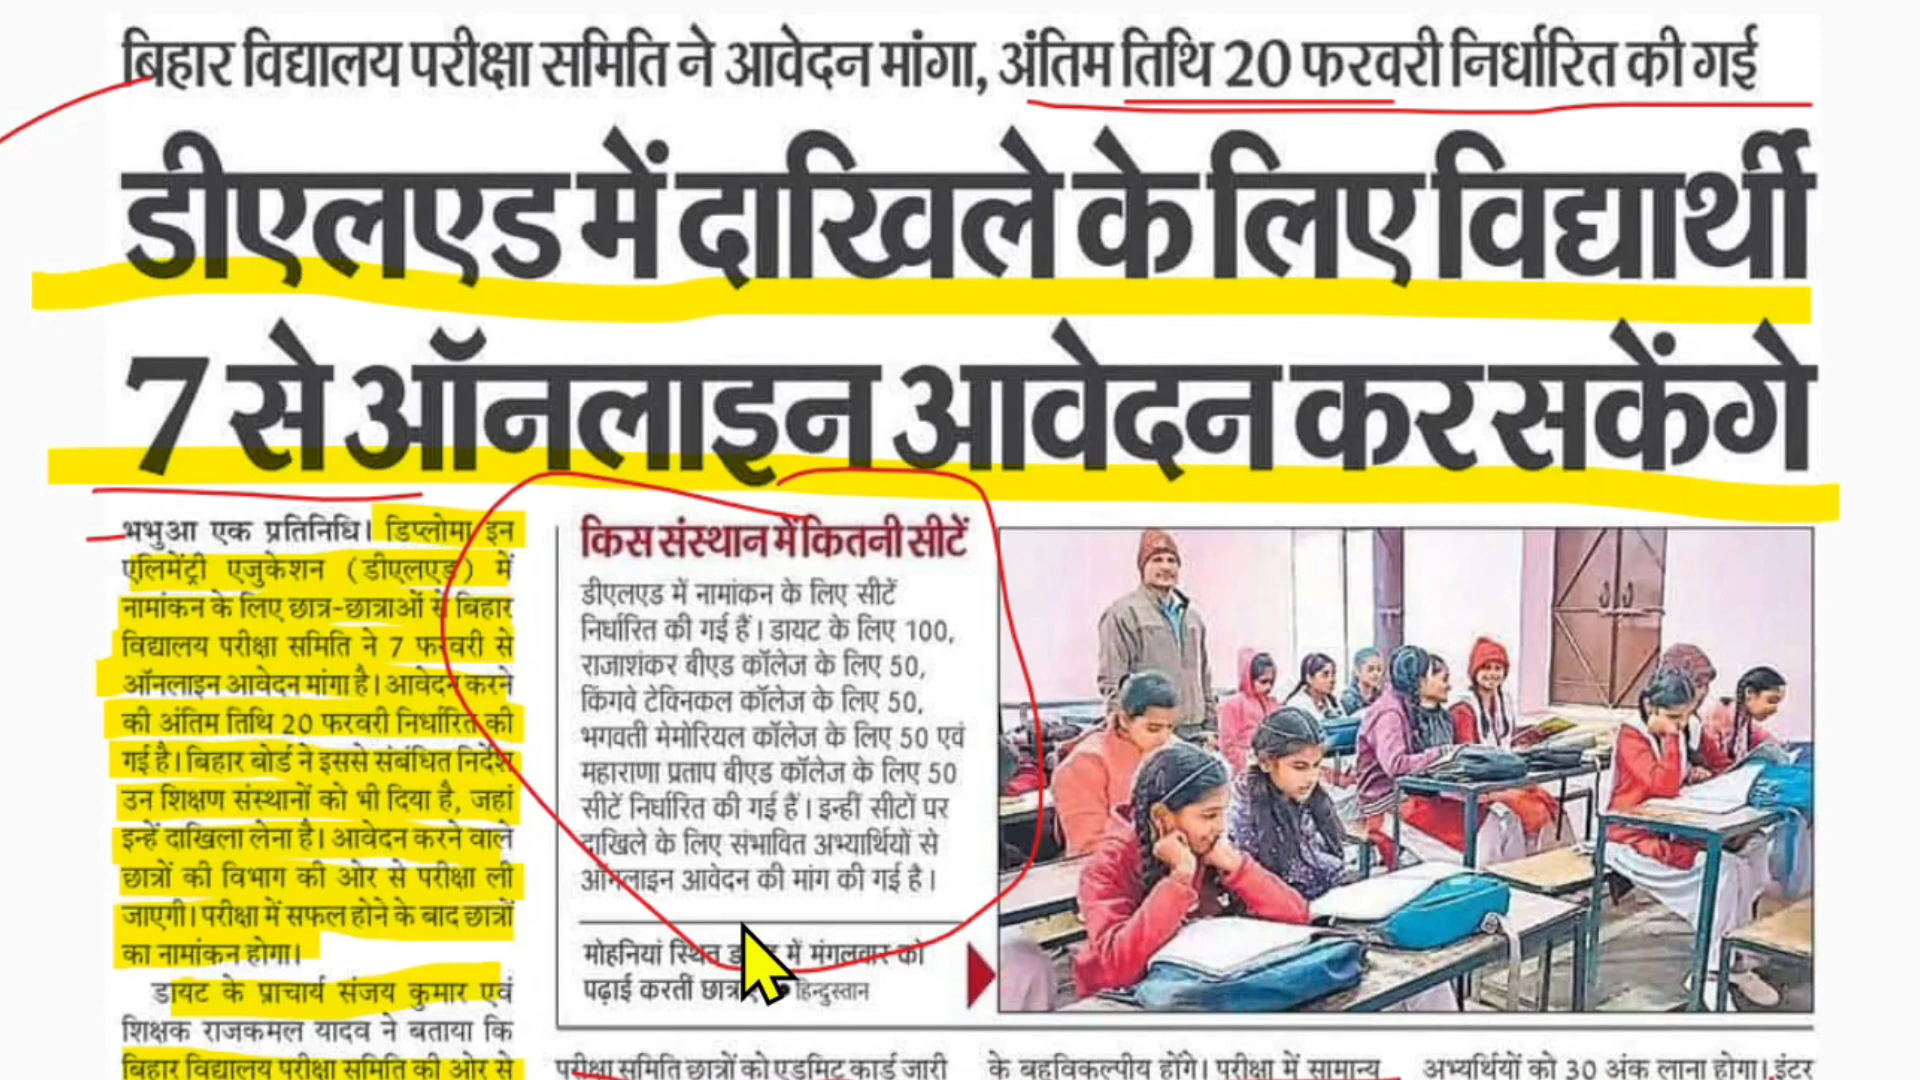 बिहार विद्यालय परीक्षा समिति ने आवेदन मांगा, अंतिम तिथि 20 फरवरी निर्धारित की गई
डीएलएड में दाखिले के लिए विद्यार्थी
7 से ऑनलाइन आवेदन कर सकेंगे
भभुआ एक प्रतिनिधि। डिप्लोमा इन
एलिमेंट्री एजुकेशन (डीएलएड) में
नामांकन के लिए छात्र-छात्राओं से बिहार
विद्यालय परीक्षा समिति ने 7 फरवरी से
ऑनलाइन आवेदन मांगा है। आवेदन करने
की अंतिम तिथि 20 फरवरी निर्धारित की
गई है। बिहार बोर्ड ने इससे संबंधित निर्देश
उन शिक्षण संस्थानों को भी दिया है, जहां
इन्हें दाखिला लेना है। आवेदन करने वाले
छात्रों की विभाग की ओर से परीक्षा ली
जाएगी। परीक्षा में सफल होने के बाद छात्रों
का नामांकन होगा।
डायट के प्राचार्य संजय कुमार एवं
शिक्षक राजकमल यादव ने बताया कि
बिहार विद्यालय परीक्षा समिति की ओर से
किस संस्थान में कितनी सीटें
डीएलएड में नामांकन के लिए सीटें
निर्धारित की गई हैं। डायट के लिए 100,
राजाशंकर बीएड कॉलेज के लिए 50,
किंगवे टेक्निकल कॉलेज के लिए 50,
भगवती मेमोरियल कॉलेज के लिए 50 एवं
महाराणा प्रताप बीएड कॉलेज के लिए 50
सीटें निर्धारित की गई हैं। इन्हीं सीटों पर
दाखिले के लिए संभावित अभ्यार्थियों से
ऑनलाइन आवेदन की मांग की गई है।
मोहनियां स्थित में मंगलवार को
पढ़ाई करतीं हिन्दुस्तान
परीक्षा समिति छात्रों को एडमिट कार्ड जारी
के बहुविकल्पीय होंगे। परीक्षा में सामान्य
अभ्यर्थियों को 30 अंक लाना होगा। इंटर